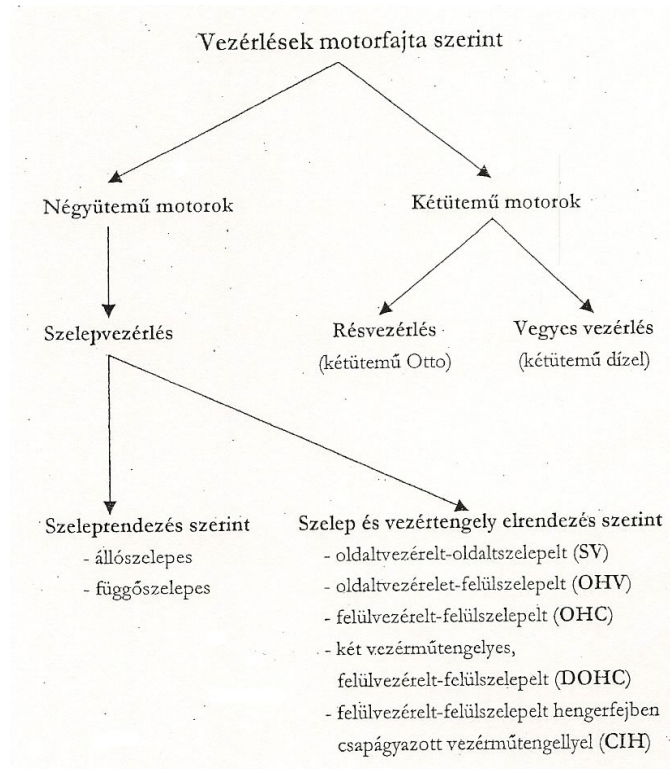 Vezérlések motorfajta szerint
Négyütemű motorok
Kétütemű motorok
Szelepvezérlés
Résvezérlés
(kétütemű Otto)
Vegyes vezérlés
(kétütemű dízel)
Szeleprendezés szerint
- állószelepes
- függőszelepes
Szelep és vezértengely elrendezés szerint
- oldaltvezérelt-oldaltszelepelt (SV)
- oldaltvezérelet-felülszelepelt (OHV)
- felülvezérelt-felülszelepelt (OHC)
- két vezérműtengelyes,
felülvezérelt-felülszelepelt (DOHC)
- felülvezérelt-felülszelepelt hengerfejben
csapágyazott vezérműtengellyel (CIH)